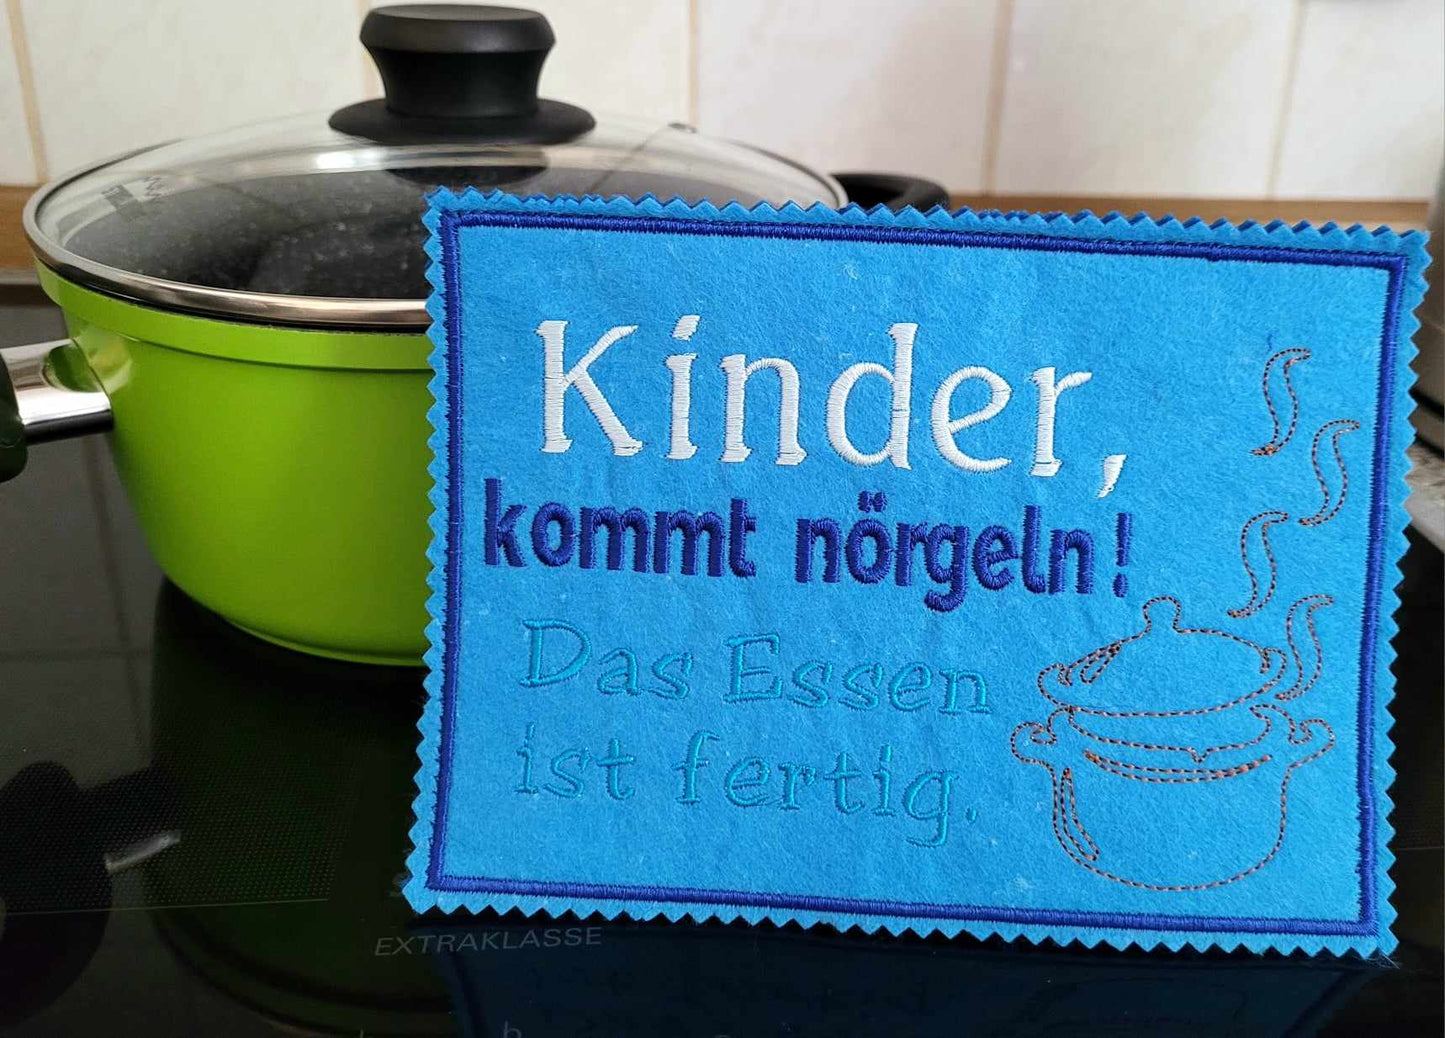 Kinder,
kommt nörgeln!
Das Essen
ist fertig.
EXTRAKLASSE